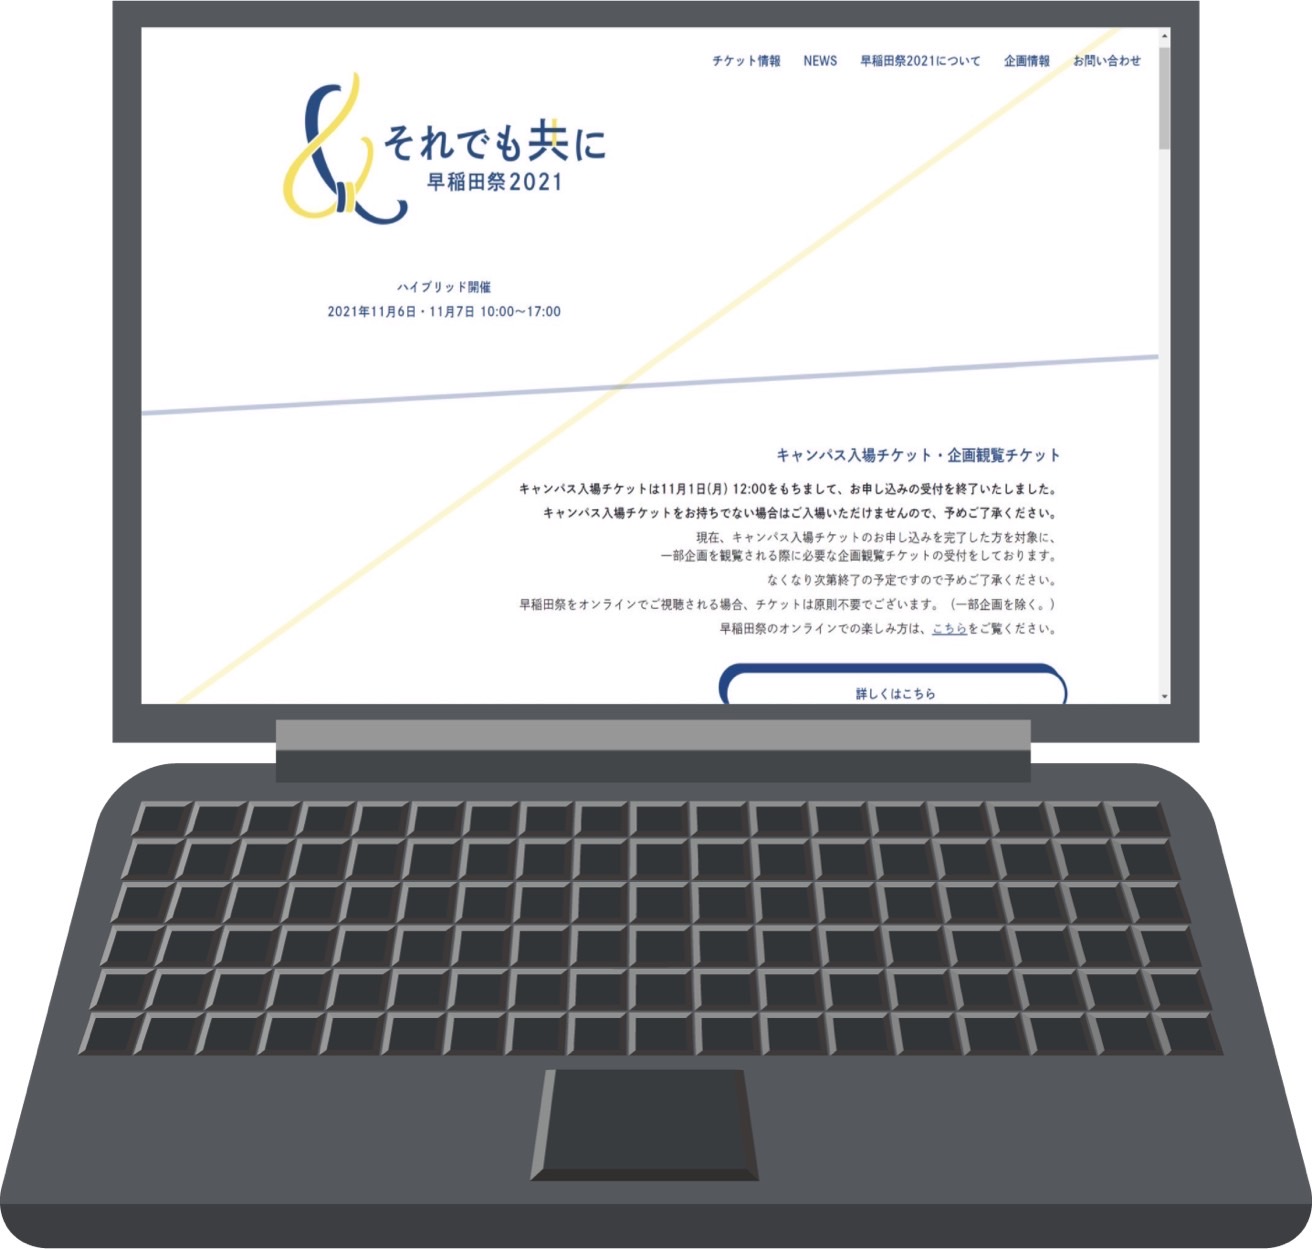 チケット情報 NEWS 早稲田祭2021について 企画情報 お問い合わせ
& それでも共に
早稲田祭2021
ハイブリッド開催
2021年11月6日・11月7日 10:00～17:00
キャンパス入場チケット・企画観覧チケット
キャンパス入場チケットは11月1日(月) 12:00をもちまして、お申し込みの受付を終了いたしました。
キャンパス入場チケットをお持ちでない場合はご入場いただけませんので、予めご了承ください。
現在、キャンパス入場チケットのお申し込みを完了した方を対象に、
一部企画を観覧される際に必要な企画観覧チケットの受付をしております。
なくなり次第終了の予定ですので予めご了承ください。
早稲田祭をオンラインでご視聴される場合、チケットは原則不要でございます。（一部企画を除く。）
早稲田祭のオンラインでの楽しみ方は、こちらをご覧ください。
詳しくはこちら